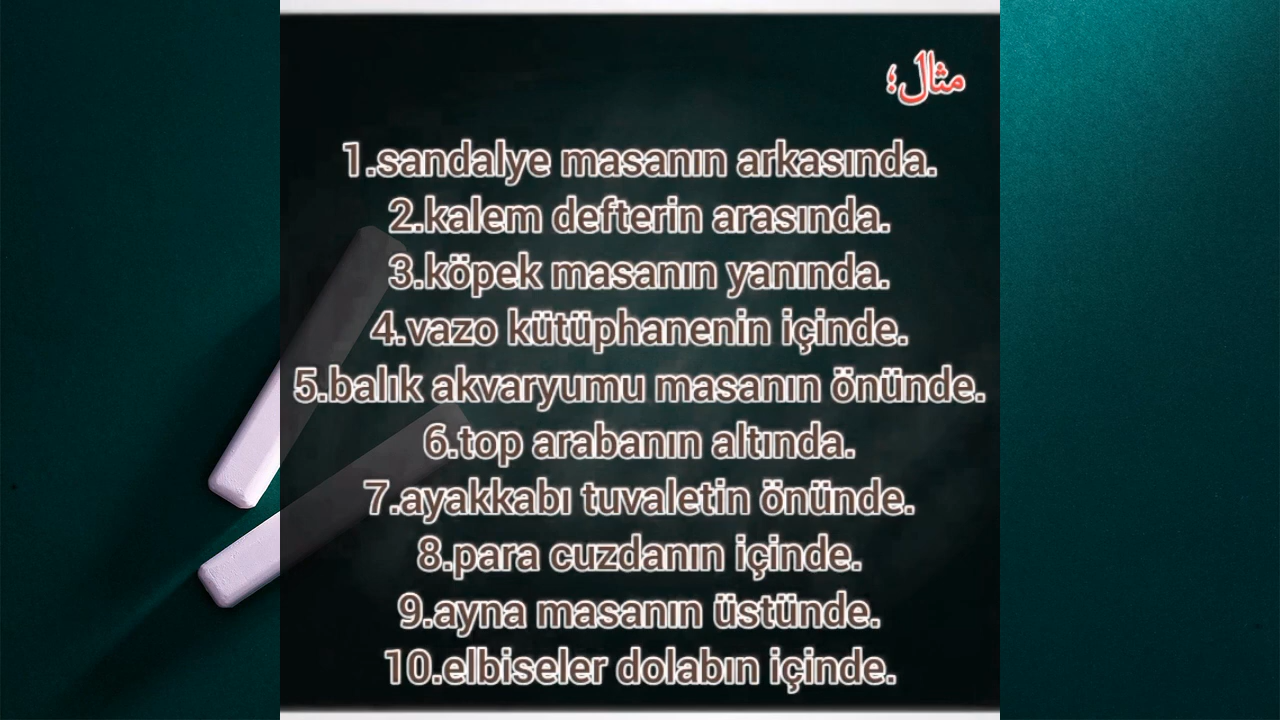 مثال؛
1.sandalye masanın arkasında.
2.kalem defterin arasında.
3.köpek masanın yanında.
4.vazo kütüphanenin içinde.
5.balık akvaryumu masanın önünde.
6.top arabanın altında.
7.ayakkabı tuvaletin önünde.
8.para cuzdanın içinde.
9.ayna masanın üstünde.
10.elbiseler dolabın içinde.